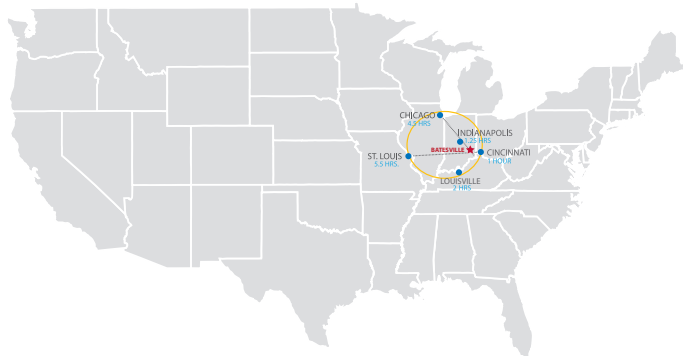 CHICAGO
4.5 HRS
INDIANAPOLIS
1.25 HRS
BATESVILLE
CINCINNATI
1 HOUR
ST. LOUIS
5.5 HRS.
LOUISVILLE
2 HRS